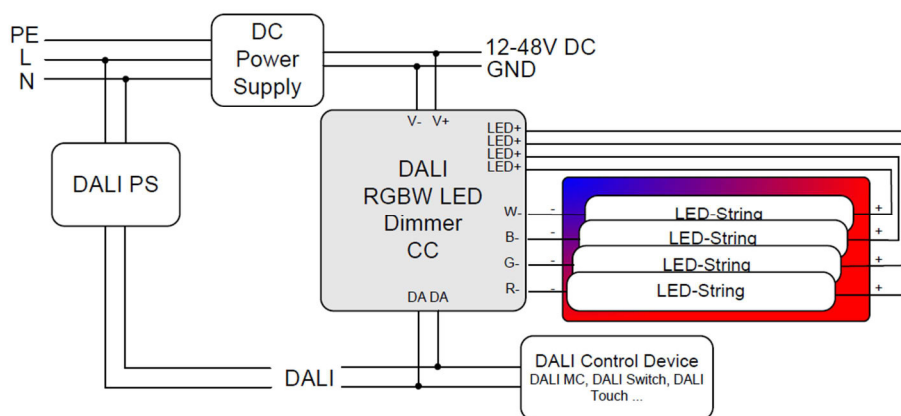 PE
L
N
DC
Power
Supply
12-48V DC
GND
V- V+
LED+
LED+
LED+
LED+
DALI PS
DALI
RGBW LED
Dimmer
CC
W-
B-
G-
R-
- LED-String +
- LED-String +
- LED-String +
- LED-String +
DA DA
DALI
DALI Control Device
DALI MC, DALI Switch, DALI
Touch ...